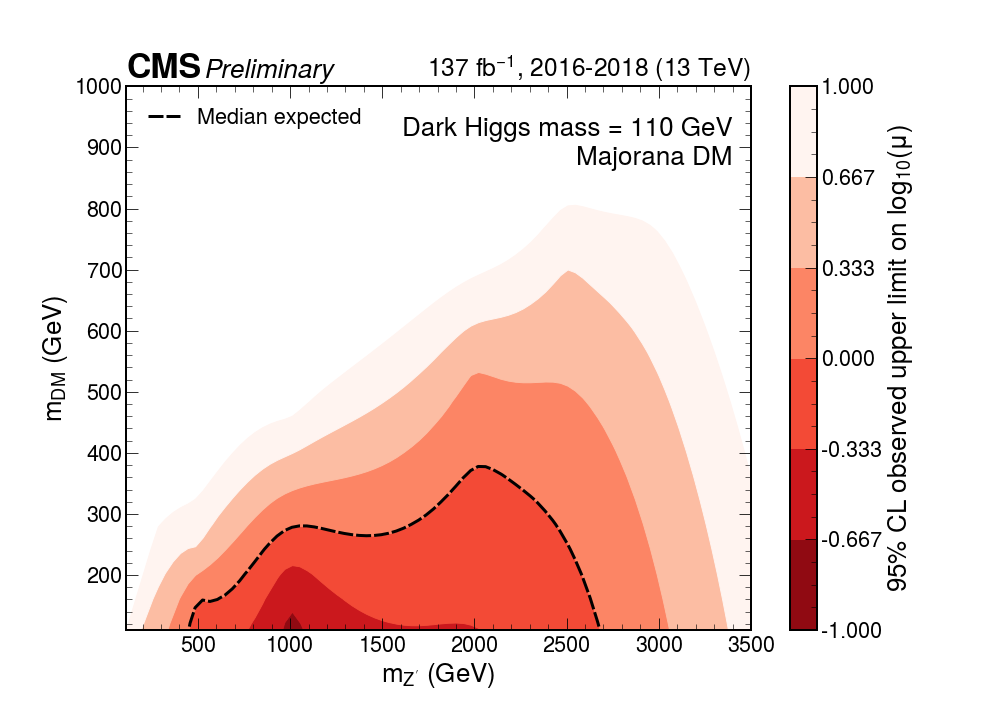 CMS Preliminary
137 fb⁻¹, 2016-2018 (13 TeV)
Median expected
Dark Higgs mass = 110 GeV
Majorana DM
1000
900
800
700
600
500
400
300
200
m_DM (GeV)
500 1000 1500 2000 2500 3000 3500
m_Z′ (GeV)
1.000
0.667
0.333
0.000
-0.333
-0.667
-1.000
95% CL observed upper limit on log₁₀(μ)